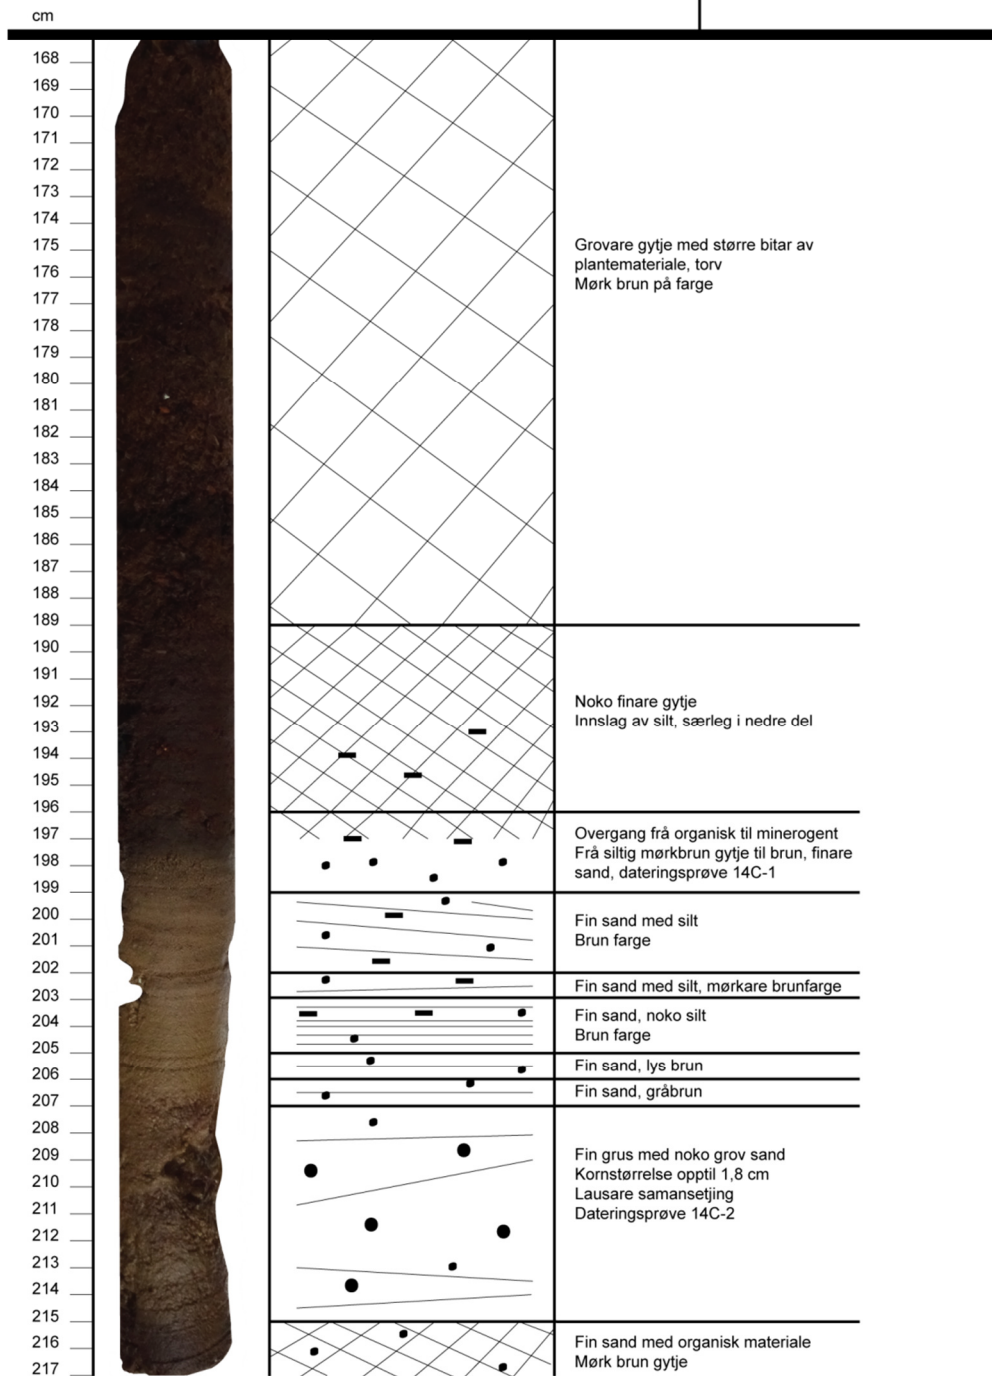 cm
168
169
170
171
172
173
174
175
176
177
178
179
180
181
182
183
184
185
186
187
188
189
190
191
192
193
194
195
196
197
198
199
200
201
202
203
204
205
206
207
208
209
210
211
212
213
214
215
216
217
Grovare gytje med større bitar av
plantemateriale, torv
Mørk brun på farge
Noko finare gytje
Innslag av silt, særleg i nedre del
Overgang frå organisk til minerogent
Frå siltig mørkbrun gytje til brun, finare
sand, dateringsprøve 14C-1
Fin sand med silt
Brun farge
Fin sand med silt, mørkare brunfarge
Fin sand, noko silt
Brun farge
Fin sand, lys brun
Fin sand, gråbrun
Fin grus med noko grov sand
Kornstørrelse opptil 1,8 cm
Lausare samansetjing
Dateringsprøve 14C-2
Fin sand med organisk materiale
Mørk brun gytje